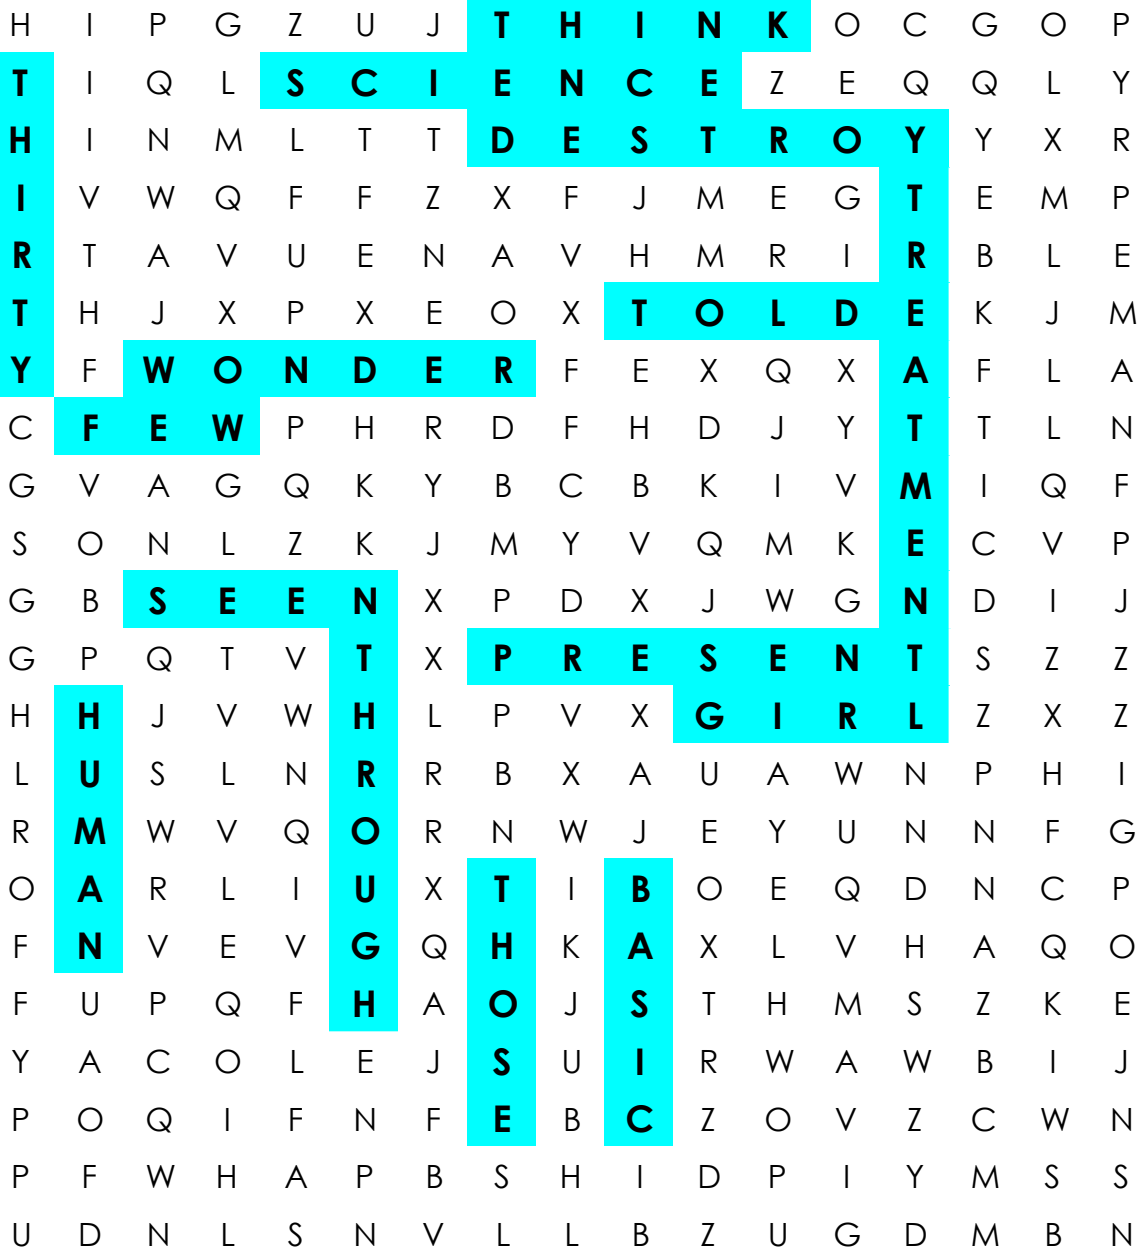 H I P G Z U J T H I N K O C G O P
T I Q L S C I E N C E Z E Q Q L Y
H I N M L T T D E S T R O Y Y X R
I V W Q F F Z X F J M E G T E M P
R T A V U E N A V H M R I R B L E
T H J X P X E O X T O L D E K J M
Y F W O N D E R F E X Q X A F L A
C F E W P H R D F H D J Y T T L N
G V A G Q K Y B C B K I V M I Q F
S O N L Z K J M Y V Q M K E C V P
G B S E E N X P D X J W G N D I J
G P Q T V T X P R E S E N T S Z Z
H H J V W H L P V X G I R L Z X Z
L U S L N R R B X A U A W N P H I
R M W V Q O R N W J E Y U N N F G
O A R L I U X T I B O E Q D N C P
F N V E V G Q H K A X L V H A Q O
F U P Q F H A O J S T H M S Z K E
Y A C O L E J S U I R W A W B I J
P O Q I F N F E B C Z O V Z C W N
P F W H A P B S H I D P I Y M S S
U D N L S N V L L B Z U G D M B N